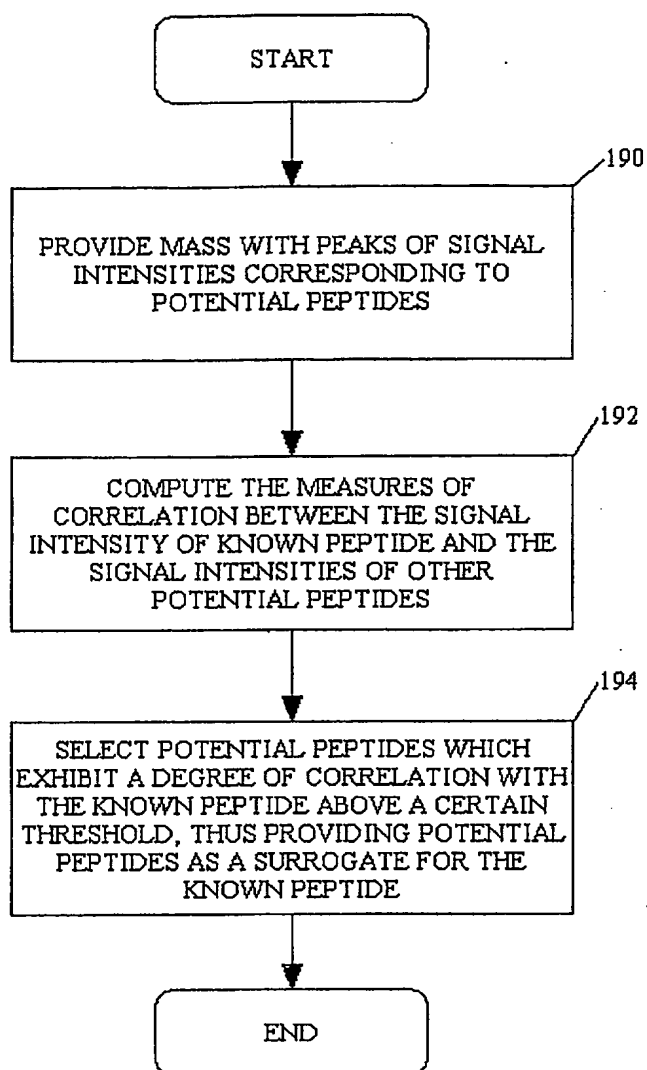 START
190
PROVIDE MASS WITH PEAKS OF SIGNAL
INTENSITIES CORRESPONDING TO
POTENTIAL PEPTIDES
192
COMPUTE THE MEASURES OF
CORRELATION BETWEEN THE SIGNAL
INTENSITY OF KNOWN PEPTIDE AND THE
SIGNAL INTENSITIES OF OTHER
POTENTIAL PEPTIDES
194
SELECT POTENTIAL PEPTIDES WHICH
EXHIBIT A DEGREE OF CORRELATION WITH
THE KNOWN PEPTIDE ABOVE A CERTAIN
THRESHOLD, THUS PROVIDING POTENTIAL
PEPTIDES AS A SURROGATE FOR THE
KNOWN PEPTIDE
END